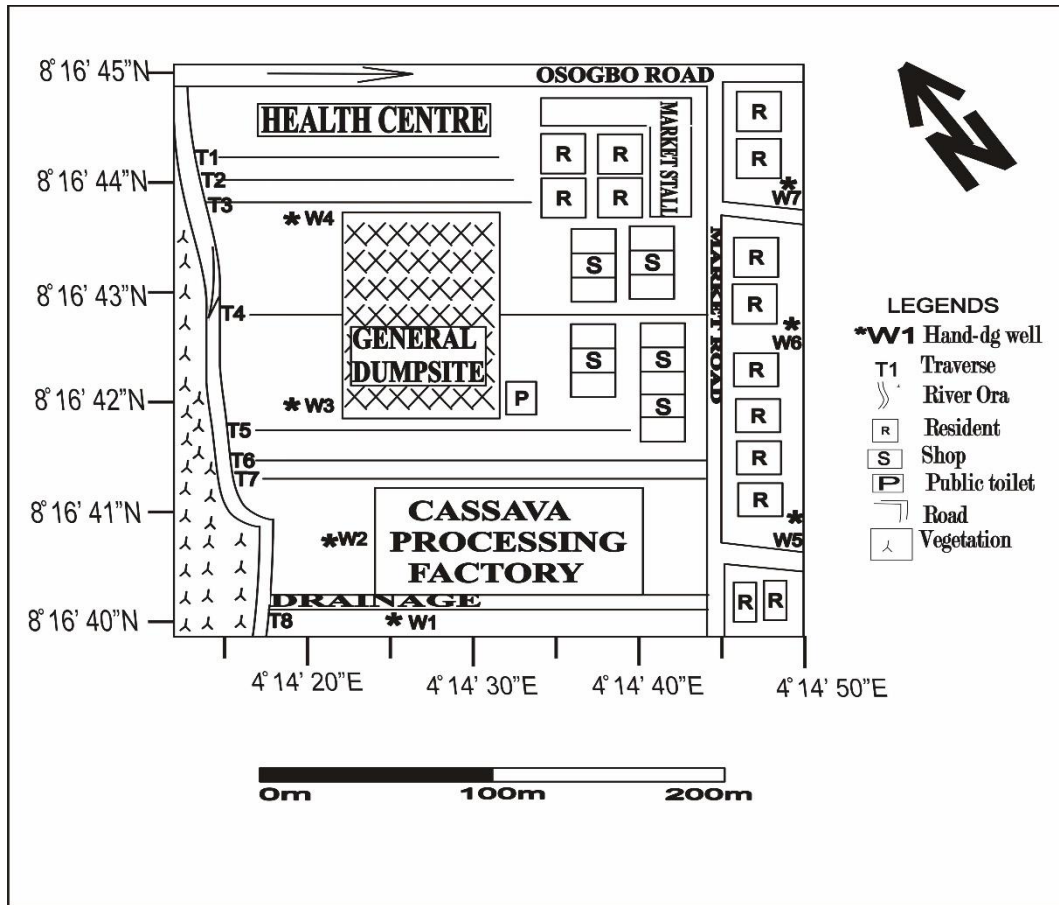 8° 16' 45"N
OSOGBO ROAD
HEALTH CENTRE
MARKET STALL
R
R
R
R
T1
R
R
8° 16' 44"N
T2
T3
W4
W7
MARKET ROAD
S
S
R
8° 16' 43"N
T4
R
LEGENDS
W1 Hand-dg well
T1 Traverse
River Ora
R Resident
S Shop
P Public toilet
Road
Vegetation
W6
GENERAL
DUMPSITE
S
S
R
8° 16' 42"N
W3
P
S
R
T5
T6
T7
R
R
8° 16' 41"N
CASSAVA
PROCESSING
FACTORY
W2
W5
DRAINAGE
R
R
8° 16' 40"N
T8
W1
4° 14' 20"E
4° 14' 30"E
4° 14' 40"E
4° 14' 50"E
0m
100m
200m
N